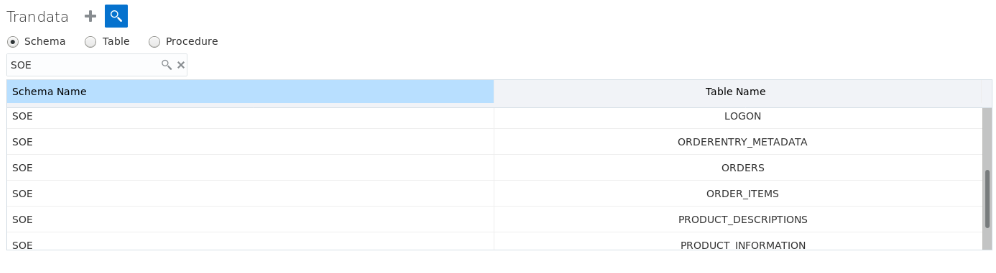 Trandata
Schema Table Procedure
SOE
Schema Name Table Name
SOE LOGON
SOE ORDERENTRY_METADATA
SOE ORDERS
SOE ORDER_ITEMS
SOE PRODUCT_DESCRIPTIONS
SOE PRODUCT_INFORMATION